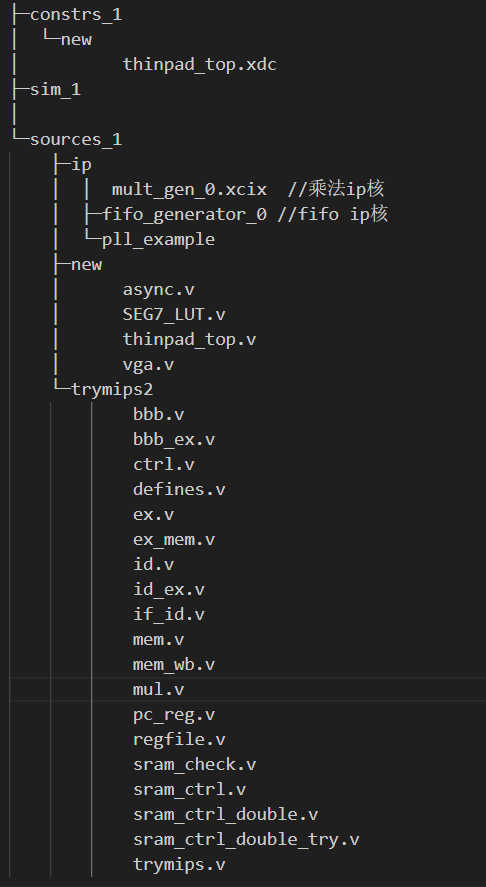 ├─constrs_1
│  └─new
│          thinpad_top.xdc
├─sim_1
│
└─sources_1
    ├─ip
    │  │  mult_gen_0.xcix  //乘法ip核
    │  ├─fifo_generator_0 //fifo ip核
    │  └─pll_example
    ├─new
    │      async.v
    │      SEG7_LUT.v
    │      thinpad_top.v
    │      vga.v
    └─trymips2
            bbb.v
            bbb_ex.v
            ctrl.v
            defines.v
            ex.v
            ex_mem.v
            id.v
            id_ex.v
            if_id.v
            mem.v
            mem_wb.v
            mul.v
            pc_reg.v
            regfile.v
            sram_check.v
            sram_ctrl.v
            sram_ctrl_double.v
            sram_ctrl_double_try.v
            trymips.v